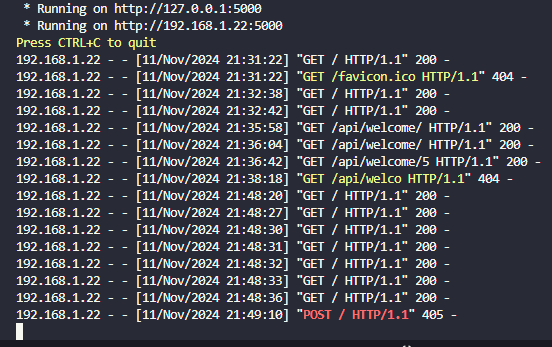 * Running on http://127.0.0.1:5000
* Running on http://192.168.1.22:5000
Press CTRL+C to quit
192.168.1.22 - - [11/Nov/2024 21:31:22] "GET / HTTP/1.1" 200 -
192.168.1.22 - - [11/Nov/2024 21:31:22] "GET /favicon.ico HTTP/1.1" 404 -
192.168.1.22 - - [11/Nov/2024 21:32:38] "GET / HTTP/1.1" 200 -
192.168.1.22 - - [11/Nov/2024 21:32:42] "GET / HTTP/1.1" 200 -
192.168.1.22 - - [11/Nov/2024 21:35:58] "GET /api/welcome/ HTTP/1.1" 200 -
192.168.1.22 - - [11/Nov/2024 21:36:04] "GET /api/welcome/ HTTP/1.1" 200 -
192.168.1.22 - - [11/Nov/2024 21:36:42] "GET /api/welcome/5 HTTP/1.1" 200 -
192.168.1.22 - - [11/Nov/2024 21:38:18] "GET /api/welco HTTP/1.1" 404 -
192.168.1.22 - - [11/Nov/2024 21:48:20] "GET / HTTP/1.1" 200 -
192.168.1.22 - - [11/Nov/2024 21:48:27] "GET / HTTP/1.1" 200 -
192.168.1.22 - - [11/Nov/2024 21:48:30] "GET / HTTP/1.1" 200 -
192.168.1.22 - - [11/Nov/2024 21:48:31] "GET / HTTP/1.1" 200 -
192.168.1.22 - - [11/Nov/2024 21:48:32] "GET / HTTP/1.1" 200 -
192.168.1.22 - - [11/Nov/2024 21:48:33] "GET / HTTP/1.1" 200 -
192.168.1.22 - - [11/Nov/2024 21:48:36] "GET / HTTP/1.1" 200 -
192.168.1.22 - - [11/Nov/2024 21:49:10] "POST / HTTP/1.1" 405 -